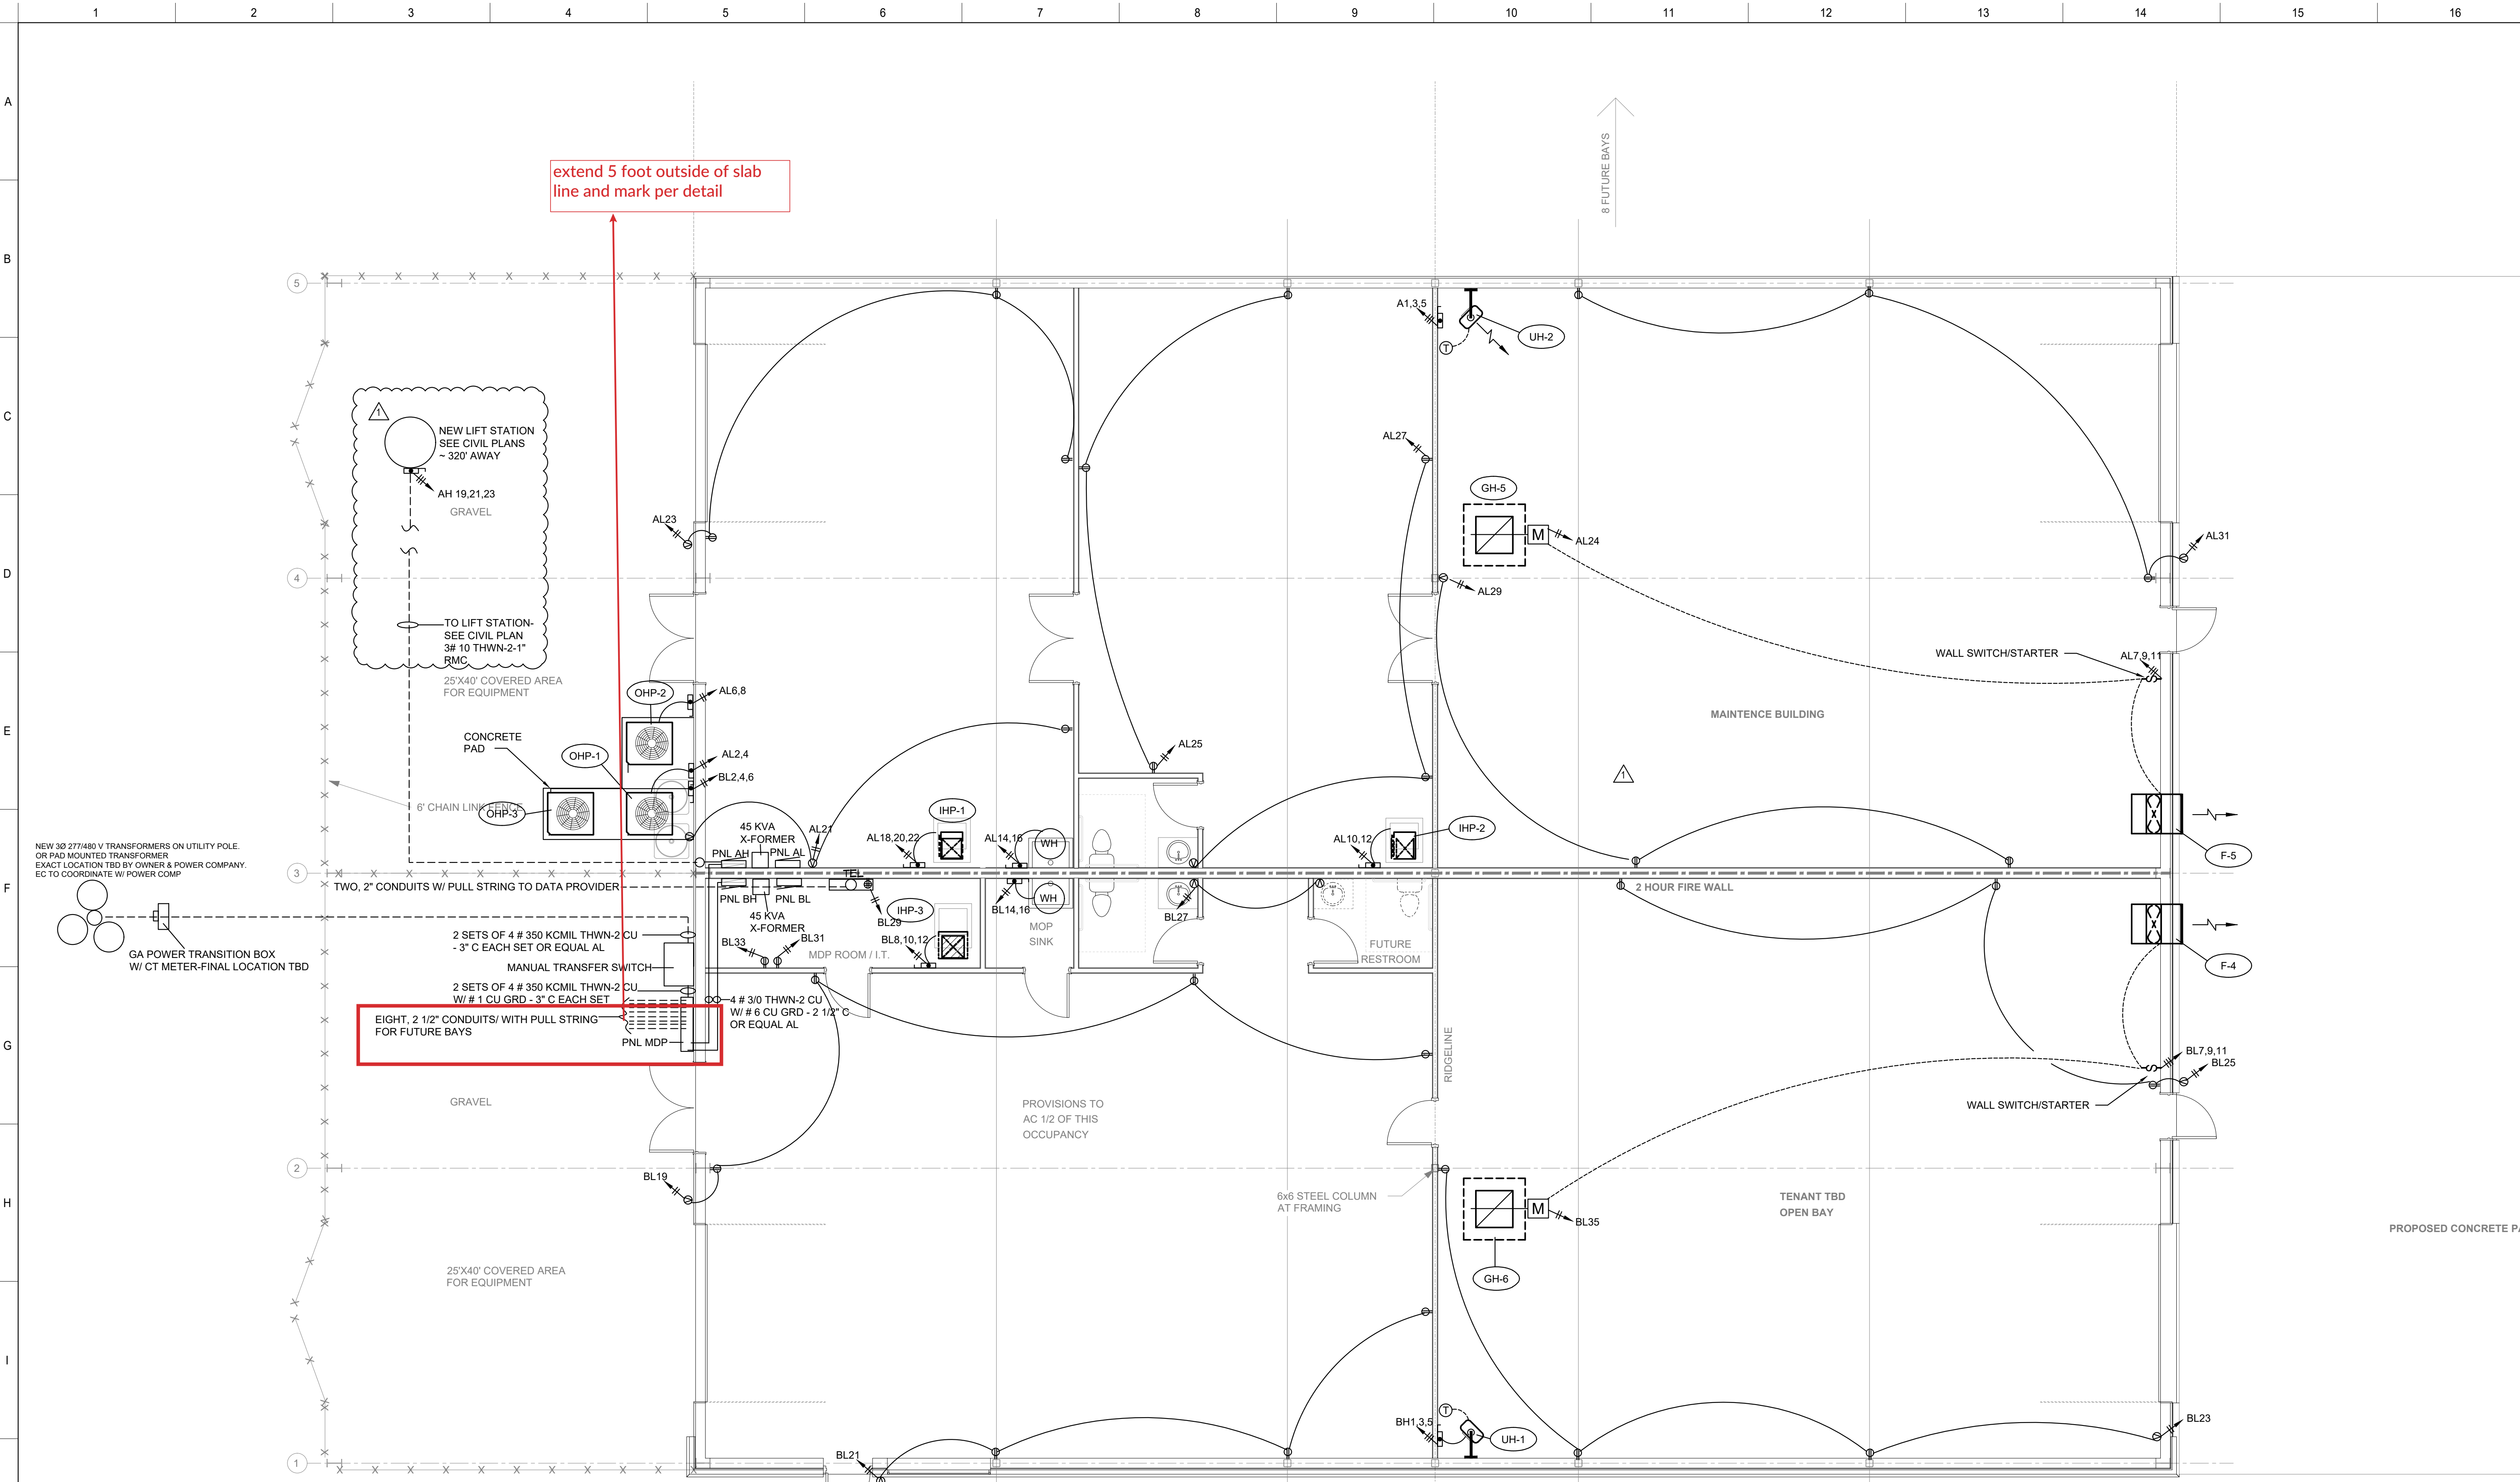 1 2 3 4 5 6 7 8 9 10 11 12 13 14 15 16
A
B
C
D
E
F
G
H
I
extend 5 foot outside of slab
line and mark per detail
8 FUTURE BAYS
5
4
3
2
1
1
NEW LIFT STATION
SEE CIVIL PLANS
~ 320' AWAY
AH 19,21,23
GRAVEL
TO LIFT STATION-
SEE CIVIL PLAN
3# 10 THWN-2-1"
RMC
25'X40' COVERED AREA
FOR EQUIPMENT
A1,3,5
T
UH-2
AL27
AL23
GH-5
M
AL24
AL29
AL31
WALL SWITCH/STARTER
AL7,9,11
MAINTENCE BUILDING
1
OHP-2
AL6,8
CONCRETE
PAD
OHP-1
AL2,4
BL2,4,6
AL25
6' CHAIN LINK FENCE
OHP-3
45 KVA
X-FORMER
PNL AH
PNL AL
AL21
IHP-1
AL18,20,22
AL14,16
WH
AL10,12
IHP-2
F-5
NEW 3Ø 277/480 V TRANSFORMERS ON UTILITY POLE.
OR PAD MOUNTED TRANSFORMER
EXACT LOCATION TBD BY OWNER & POWER COMPANY.
EC TO COORDINATE W/ POWER COMP
TWO, 2" CONDUITS W/ PULL STRING TO DATA PROVIDER
TEL
2 HOUR FIRE WALL
PNL BH
PNL BL
45 KVA
X-FORMER
BL29
IHP-3
BL14,16
WH
BL27
MOP
SINK
FUTURE
RESTROOM
BL33
BL31
BL8,10,12
MDP ROOM / I.T.
F-4
GA POWER TRANSITION BOX
W/ CT METER-FINAL LOCATION TBD
2 SETS OF 4 # 350 KCMIL THWN-2 CU
- 3" C EACH SET OR EQUAL AL
MANUAL TRANSFER SWITCH
2 SETS OF 4 # 350 KCMIL THWN-2 CU
W/ # 1 CU GRD - 3" C EACH SET
4 # 3/0 THWN-2 CU
W/ # 6 CU GRD - 2 1/2" C
OR EQUAL AL
EIGHT, 2 1/2" CONDUITS/ WITH PULL STRING
FOR FUTURE BAYS
PNL MDP
RIDGELINE
BL7,9,11
BL25
WALL SWITCH/STARTER
GRAVEL
PROVISIONS TO
AC 1/2 OF THIS
OCCUPANCY
BL19
6x6 STEEL COLUMN
AT FRAMING
M
BL35
GH-6
TENANT TBD
OPEN BAY
PROPOSED CONCRETE
25'X40' COVERED AREA
FOR EQUIPMENT
T
BH1,3,5
UH-1
BL21
BL23